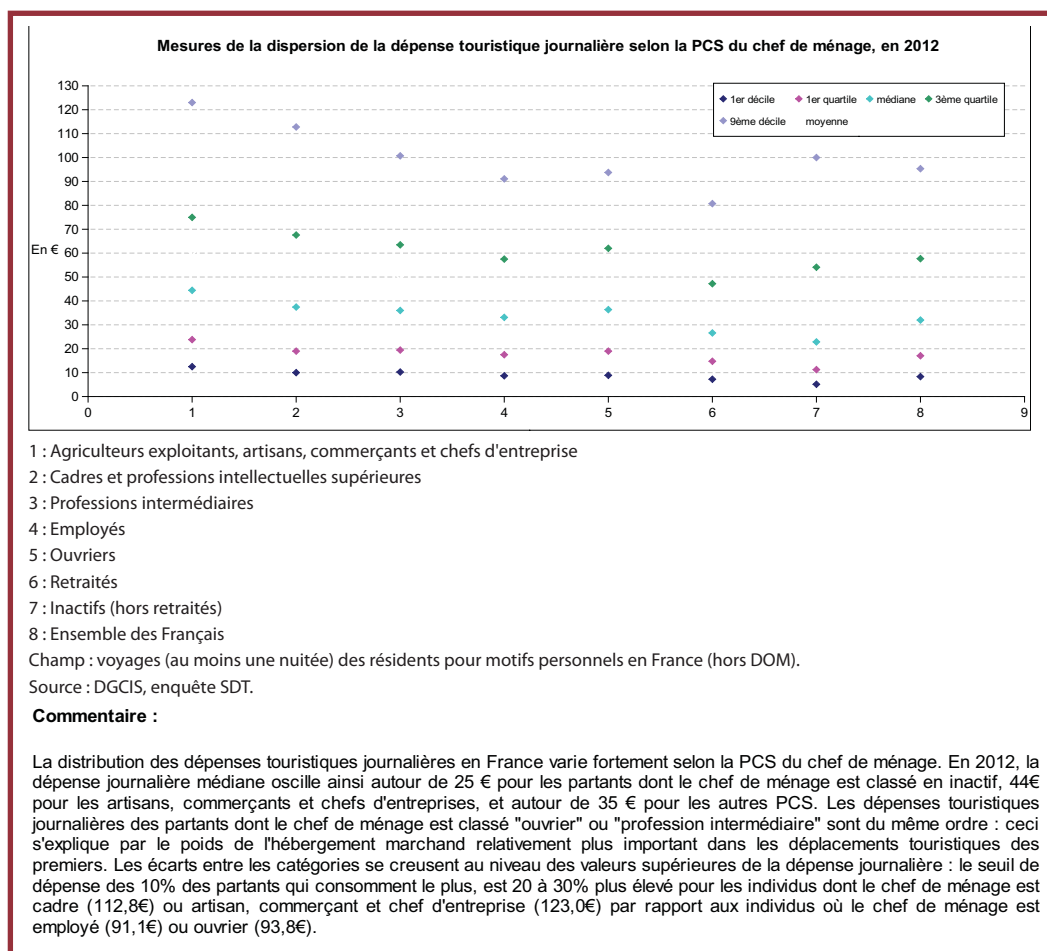 Mesures de la dispersion de la dépense touristique journalière selon la PCS du chef de ménage, en 2012
130
120
110
100
90
80
70
En € 60
50
40
30
20
10
0
1er décile 1er quartile médiane 3ème quartile
9ème décile moyenne
0 1 2 3 4 5 6 7 8 9
1 : Agriculteurs exploitants, artisans, commerçants et chefs d'entreprise
2 : Cadres et professions intellectuelles supérieures
3 : Professions intermédiaires
4 : Employés
5 : Ouvriers
6 : Retraités
7 : Inactifs (hors retraités)
8 : Ensemble des Français
Champ : voyages (au moins une nuitée) des résidents pour motifs personnels en France (hors DOM).
Source : DGCIS, enquête SDT.
Commentaire :
La distribution des dépenses touristiques journalières en France varie fortement selon la PCS du chef de ménage. En 2012, la
dépense journalière médiane oscille ainsi autour de 25 € pour les partants dont le chef de ménage est classé en inactif, 44€
pour les artisans, commerçants et chefs d'entreprises, et autour de 35 € pour les autres PCS. Les dépenses touristiques
journalières des partants dont le chef de ménage est classé "ouvrier" ou "profession intermédiaire" sont du même ordre : ceci
s'explique par le poids de l'hébergement marchand relativement plus important dans les déplacements touristiques des
premiers. Les écarts entre les catégories se creusent au niveau des valeurs supérieures de la dépense journalière : le seuil de
dépense des 10% des partants qui consomment le plus, est 20 à 30% plus élevé pour les individus dont le chef de ménage est
cadre (112,8€) ou artisan, commerçant et chef d'entreprise (123,0€) par rapport aux individus où le chef de ménage est
employé (91,1€) ou ouvrier (93,8€).